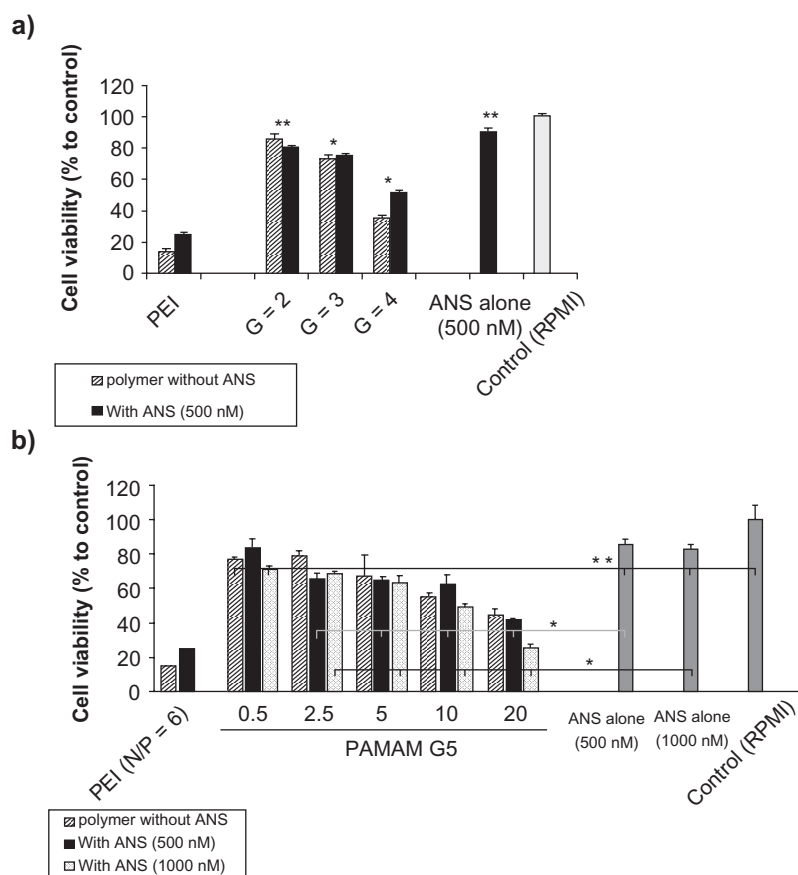 a)
Cell viability (% to control)
120
100
80
60
40
20
0
**
*
*
**
PEI
G = 2
G = 3
G = 4
ANS alone
(500 nM)
Control (RPMI)
polymer without ANS
With ANS (500 nM)
b)
Cell viability (% to control)
120
100
80
60
40
20
0
**
*
*
PEI (N/P = 6)
0.5 2.5 5 10 20
PAMAM G5
ANS alone
(500 nM)
ANS alone
(1000 nM)
Control (RPMI)
polymer without ANS
With ANS (500 nM)
With ANS (1000 nM)